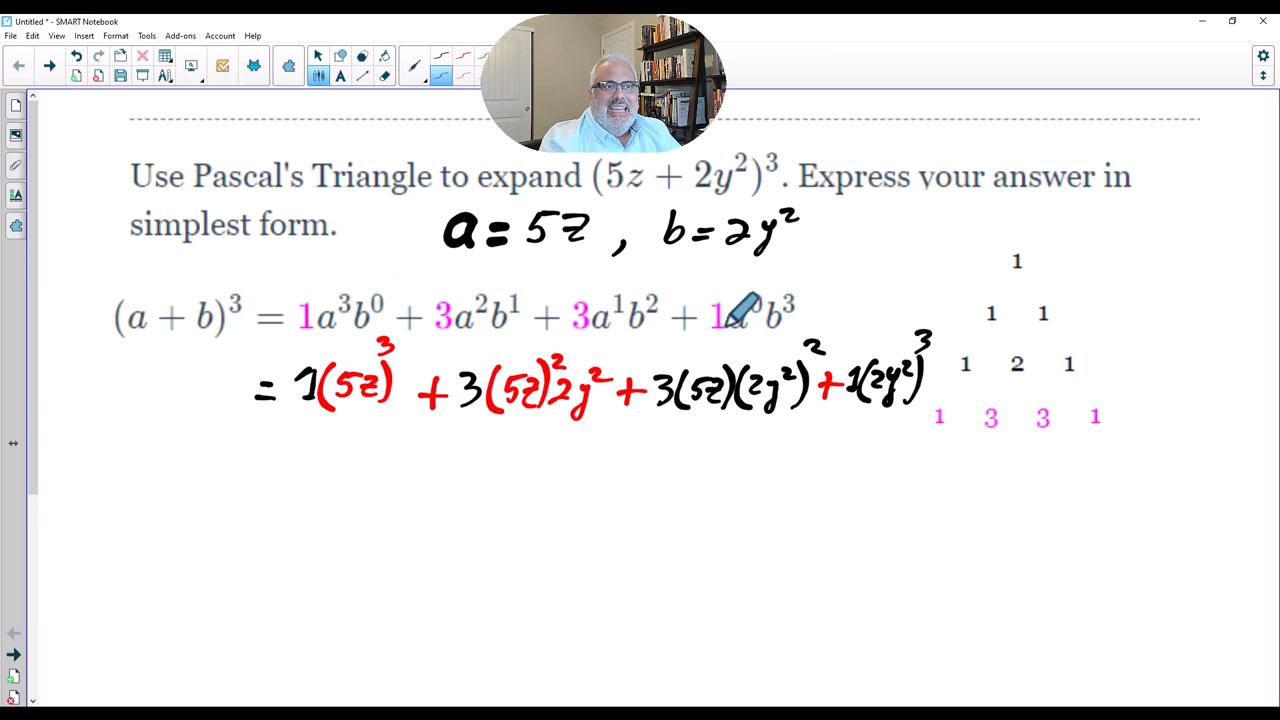 Untitled * - SMART Notebook
File Edit View Insert Format Tools Add-ons Account Help
Use Pascal's Triangle to expand (5z + 2y²)³. Express your answer in
simplest form. a = 5z , b = 2y²
1
(a + b)³ = 1a³b⁰ + 3a²b¹ + 3a¹b² + 1a⁰b³
1 1
1 2 1
= 1(5z)³ + 3(5z)²2y² + 3(5z)(2y²)² + 1(2y²)³
1 3 3 1